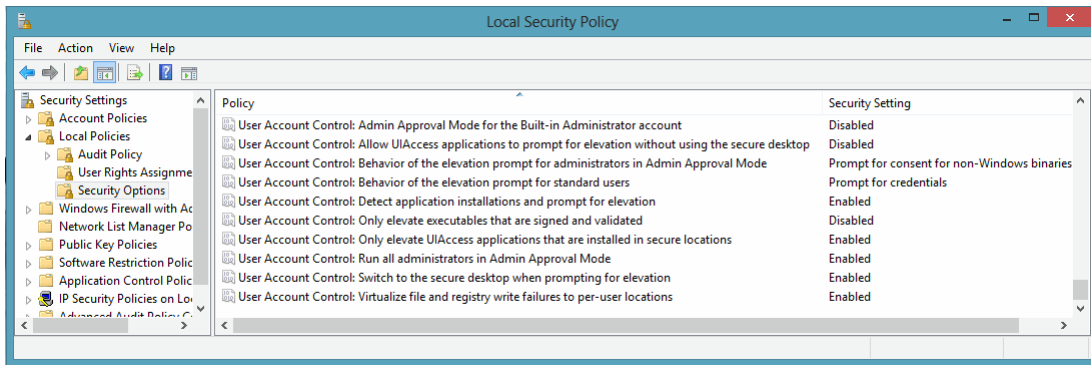 Local Security Policy
File Action View Help
Security Settings
Account Policies
Local Policies
Audit Policy
User Rights Assignme
Security Options
Windows Firewall with Ac
Network List Manager Po
Public Key Policies
Software Restriction Polic
Application Control Polic
IP Security Policies on Lo
Advanced Audit Policy C
Policy Security Setting
User Account Control: Admin Approval Mode for the Built-in Administrator account Disabled
User Account Control: Allow UIAccess applications to prompt for elevation without using the secure desktop Disabled
User Account Control: Behavior of the elevation prompt for administrators in Admin Approval Mode Prompt for consent for non-Windows binaries
User Account Control: Behavior of the elevation prompt for standard users Prompt for credentials
User Account Control: Detect application installations and prompt for elevation Enabled
User Account Control: Only elevate executables that are signed and validated Disabled
User Account Control: Only elevate UIAccess applications that are installed in secure locations Enabled
User Account Control: Run all administrators in Admin Approval Mode Enabled
User Account Control: Switch to the secure desktop when prompting for elevation Enabled
User Account Control: Virtualize file and registry write failures to per-user locations Enabled